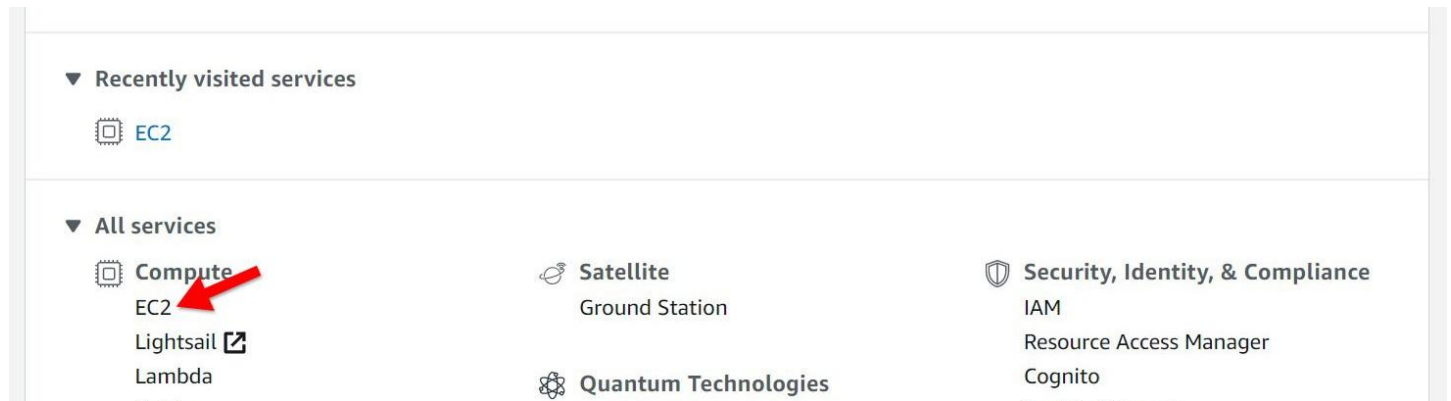 Recently visited services
EC2
All services
Compute
EC2
Lightsail
Lambda
Satellite
Ground Station
Quantum Technologies
Security, Identity, & Compliance
IAM
Resource Access Manager
Cognito